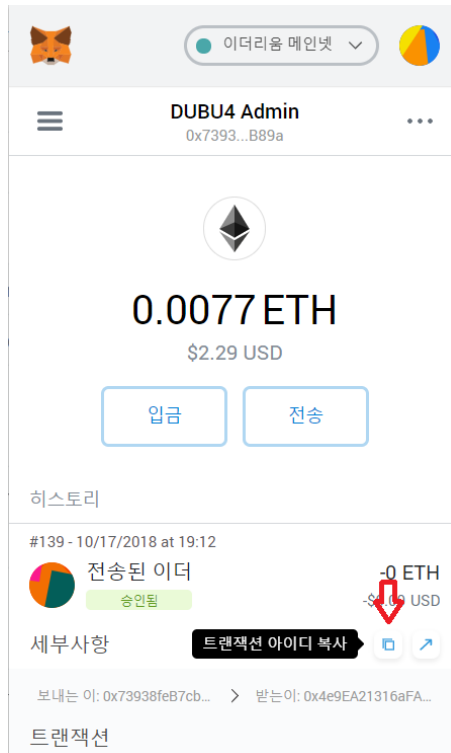 이더리움 메인넷
DUBU4 Admin
0x7393...B89a
0.0077 ETH
$2.29 USD
입금 전송
히스토리
#139 - 10/17/2018 at 19:12
전송된 이더 -0 ETH
승인됨 USD
세부사항 트랜잭션 아이디 복사
보내는 이: 0x73938feB7cb... > 받는이: 0x4e9EA21316aFA...
트랜잭션